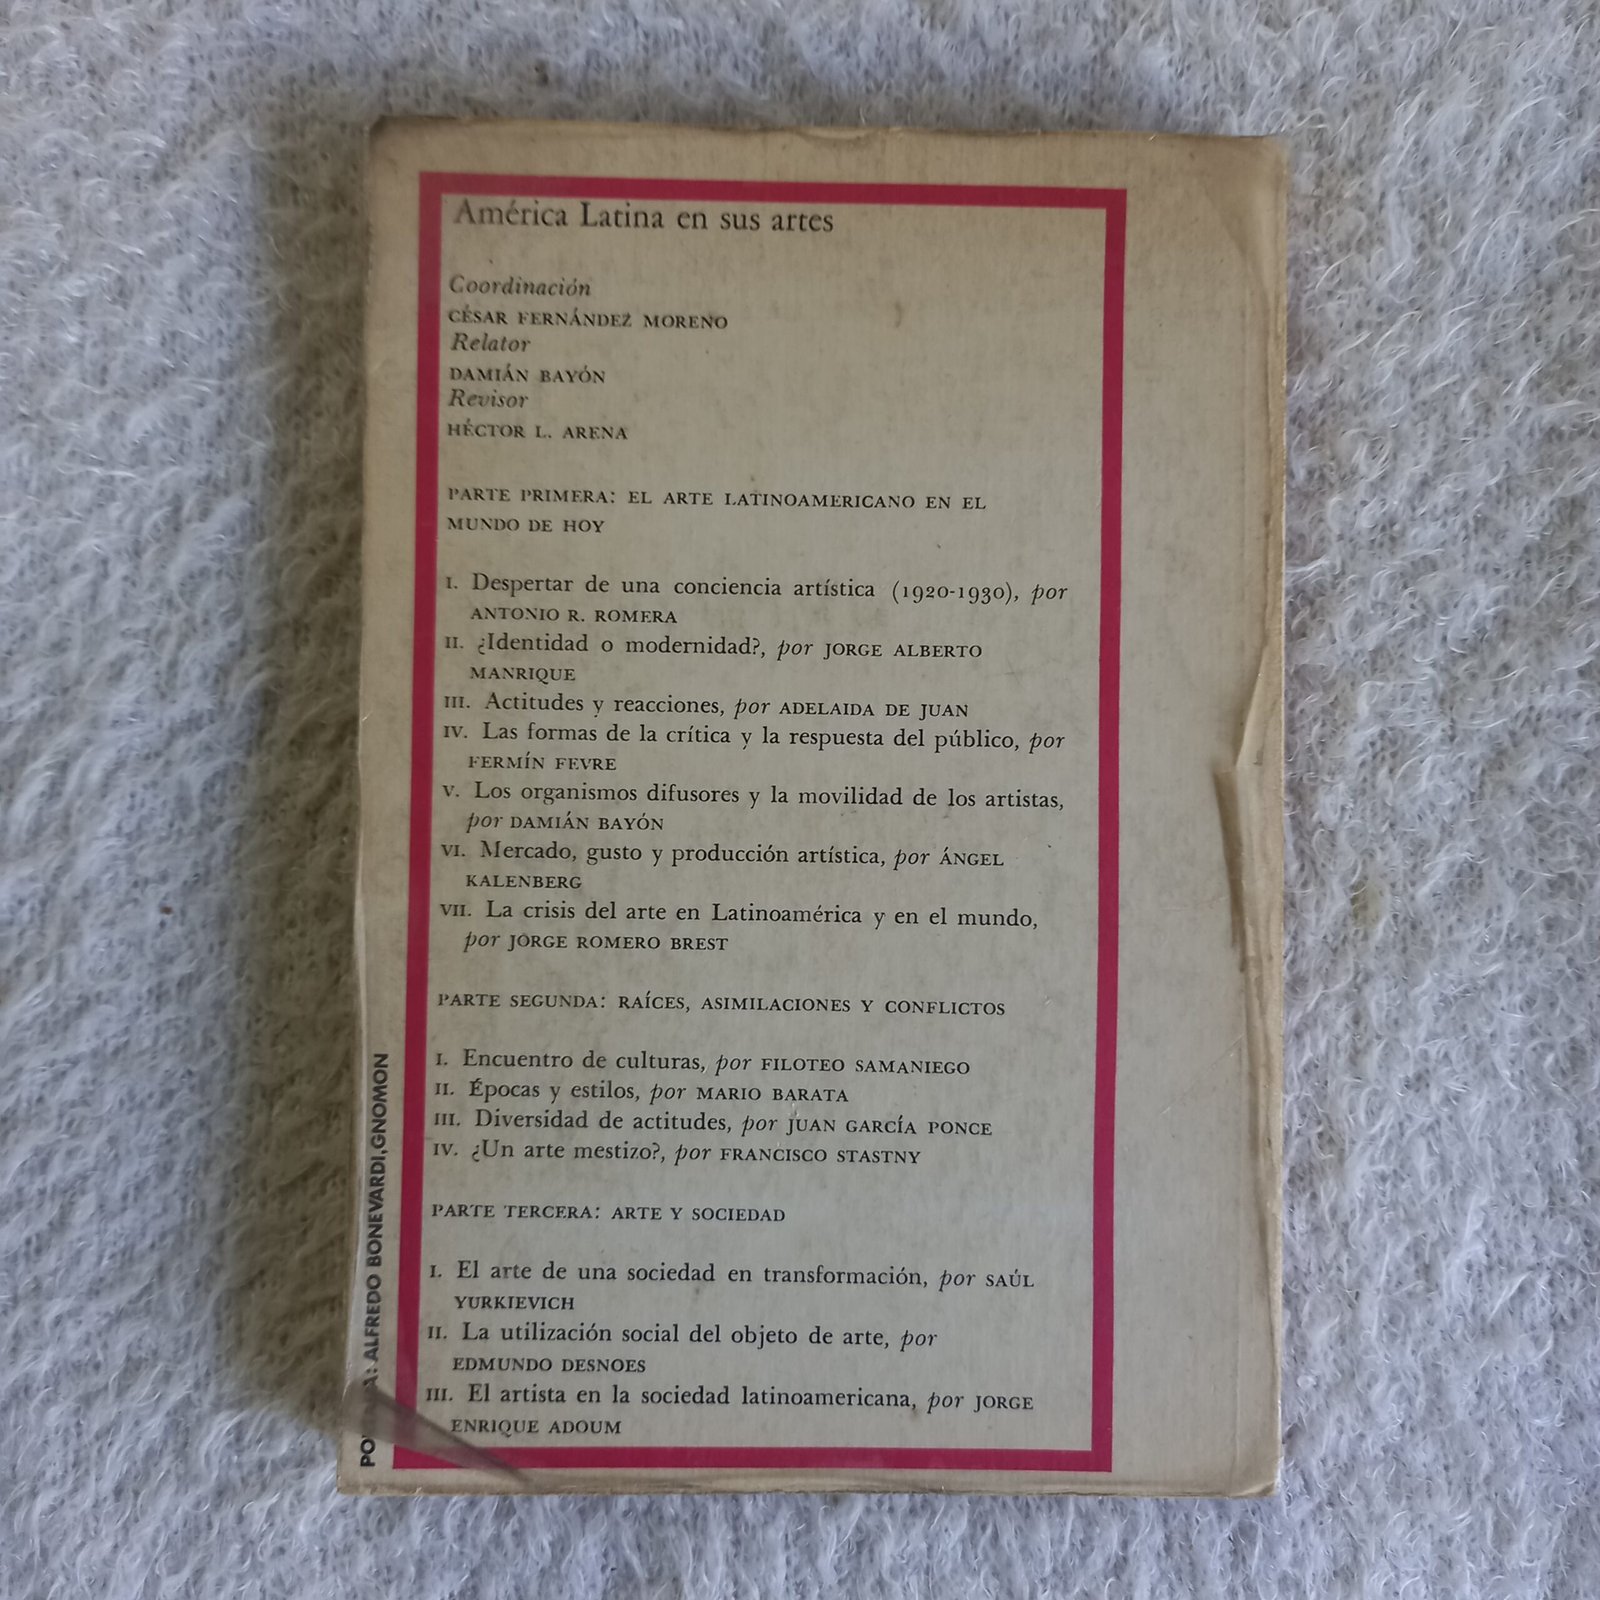 América Latina en sus artes
Coordinación
CÉSAR FERNÁNDEZ MORENO
Relator
DAMIÁN BAYÓN
Revisor
HÉCTOR L. ARENA
PARTE PRIMERA: EL ARTE LATINOAMERICANO EN EL
MUNDO DE HOY
I. Despertar de una conciencia artística (1920-1930), por
ANTONIO R. ROMERA
II. ¿Identidad o modernidad?, por JORGE ALBERTO
MANRIQUE
III. Actitudes y reacciones, por ADELAIDA DE JUAN
IV. Las formas de la crítica y la respuesta del público, por
FERMÍN FEVRE
V. Los organismos difusores y la movilidad de los artistas,
por DAMIÁN BAYÓN
VI. Mercado, gusto y producción artística, por ÁNGEL
KALENBERG
VII. La crisis del arte en Latinoamérica y en el mundo,
por JORGE ROMERO BREST
PARTE SEGUNDA: RAÍCES, ASIMILACIONES Y CONFLICTOS
I. Encuentro de culturas, por FILOTEO SAMANIEGO
II. Épocas y estilos, por MARIO BARATA
III. Diversidad de actitudes, por JUAN GARCÍA PONCE
IV. ¿Un arte mestizo?, por FRANCISCO STASTNY
PARTE TERCERA: ARTE Y SOCIEDAD
I. El arte de una sociedad en transformación, por SAÚL
YURKIEVICH
II. La utilización social del objeto de arte, por
EDMUNDO DESNOES
III. El artista en la sociedad latinoamericana, por JORGE
ENRIQUE ADOUM
ALFREDO BONEVARDI,GNOMON